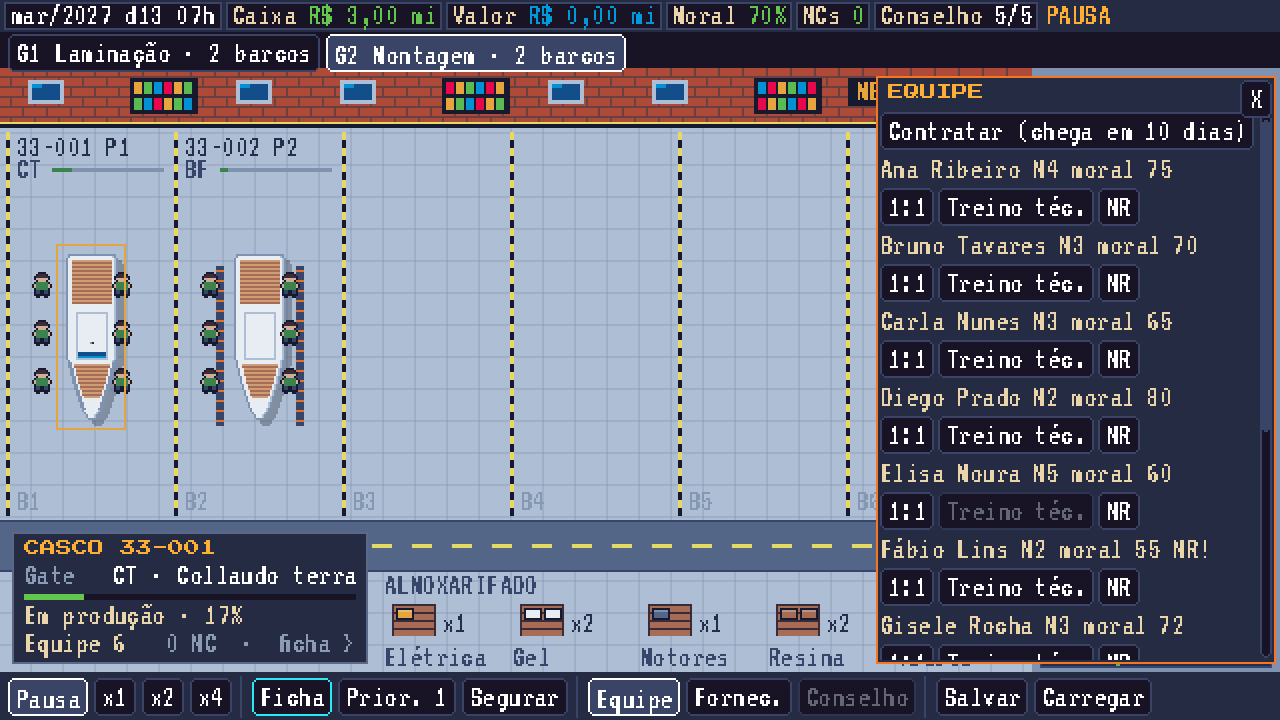 mar/2027 d13 07h Caixa R$ 3,00 mi Valor R$ 0,00 mi Moral 70% NCs 0 Conselho 5/5 PAUSA
G1 Laminação · 2 barcos G2 Montagem · 2 barcos
NE
33-001 P1 33-002 P2
CT BF
B1 B2 B3 B4 B5
EQUIPE X
Contratar (chega em 10 dias)
Ana Ribeiro N4 moral 75
1:1 Treino téc. NR
Bruno Tavares N3 moral 70
1:1 Treino téc. NR
Carla Nunes N3 moral 65
1:1 Treino téc. NR
Diego Prado N2 moral 80
1:1 Treino téc. NR
Elisa Moura N5 moral 60
1:1 Treino téc. NR
Fábio Lins N2 moral 55 NR!
1:1 Treino téc. NR
Gisele Rocha N3 moral 72
1:1 Treino téc. NR
CASCO 33-001
Gate CT · Collaudo terra
Em produção · 17%
Equipe 6 0 NC · ficha >
ALMOXARIFADO
x1 x2 x1 x2
Elétrica Gel Motores Resina
Pausa x1 x2 x4 Ficha Prior. 1 Segurar Equipe Fornec. Conselho Salvar Carregar